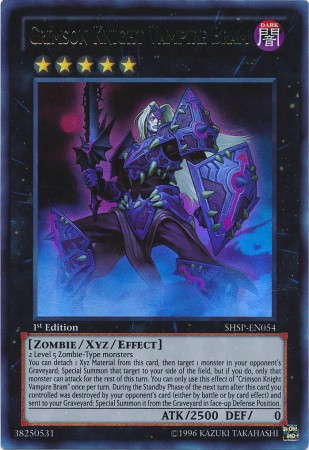 CRIMSON KNIGHT VAMPIRE BRAM
DARK
闇
1st Edition
SHSP-EN054
[ZOMBIE/XYZ/EFFECT]
2 Level 5 Zombie-Type monsters
You can detach 1 Xyz Material from this card, then target 1 monster in your opponent's
Graveyard; Special Summon that target to your side of the field, but if you do, only that
monster can attack for the rest of this turn. You can only use this effect of "Crimson Knight
Vampire Bram" once per turn. During the Standby Phase of the next turn after this card you
controlled was destroyed by your opponent's card (either by battle or by card effect) and
sent to your Graveyard: Special Summon it from the Graveyard in face-up Defense Position.
ATK/2500 DEF/ 0
38250531
©1996 KAZUKI TAKAHASHI